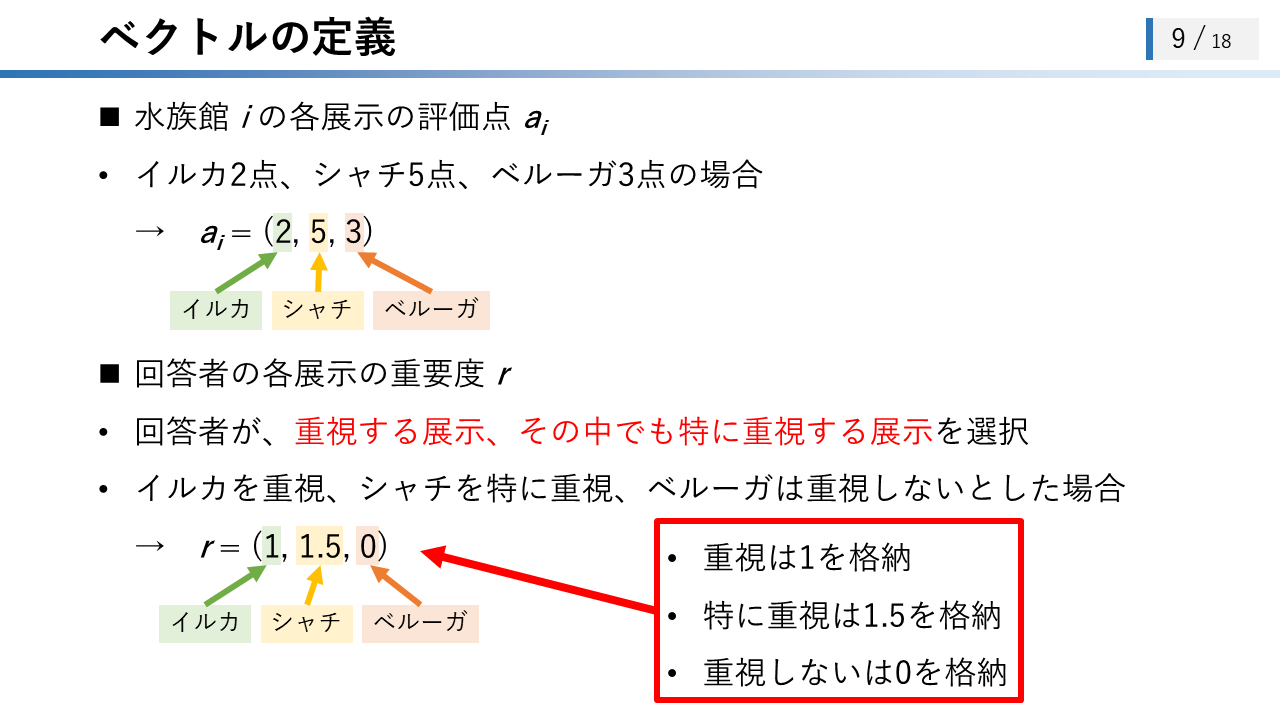 ベクトルの定義
9 / 18
■ 水族館 i の各展示の評価点 ai
• イルカ2点、シャチ5点、ベルーガ3点の場合
→ ai = (2, 5, 3)
イルカ シャチ ベルーガ
■ 回答者の各展示の重要度 r
• 回答者が、重視する展示、その中でも特に重視する展示を選択
• イルカを重視、シャチを特に重視、ベルーガは重視しないとした場合
→ r = (1, 1.5, 0)
イルカ シャチ ベルーガ
• 重視は1を格納
• 特に重視は1.5を格納
• 重視しないは0を格納